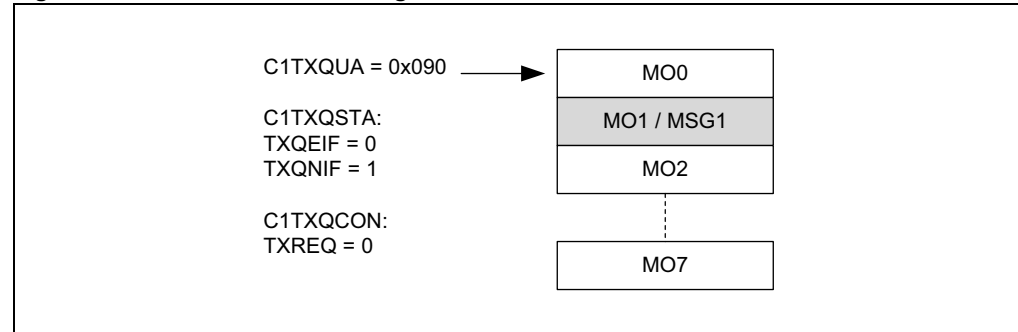 C1TXQUA = 0x090
MO0
C1TXQSTA:
TXQEIF = 0
TXQNIF = 1
MO1 / MSG1
MO2
C1TXQCON:
TXREQ = 0
MO7